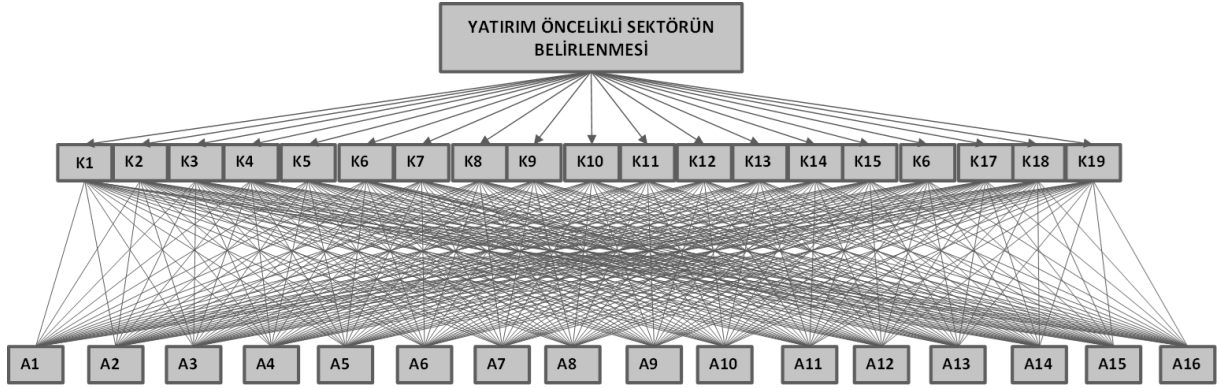 YATIRIM ÖNCELİKLİ SEKTÖRÜN
BELİRLENMESİ
K1 K2 K3 K4 K5 K6 K7 K8 K9 K10 K11 K12 K13 K14 K15 K6 K17 K18 K19
A1 A2 A3 A4 A5 A6 A7 A8 A9 A10 A11 A12 A13 A14 A15 A16